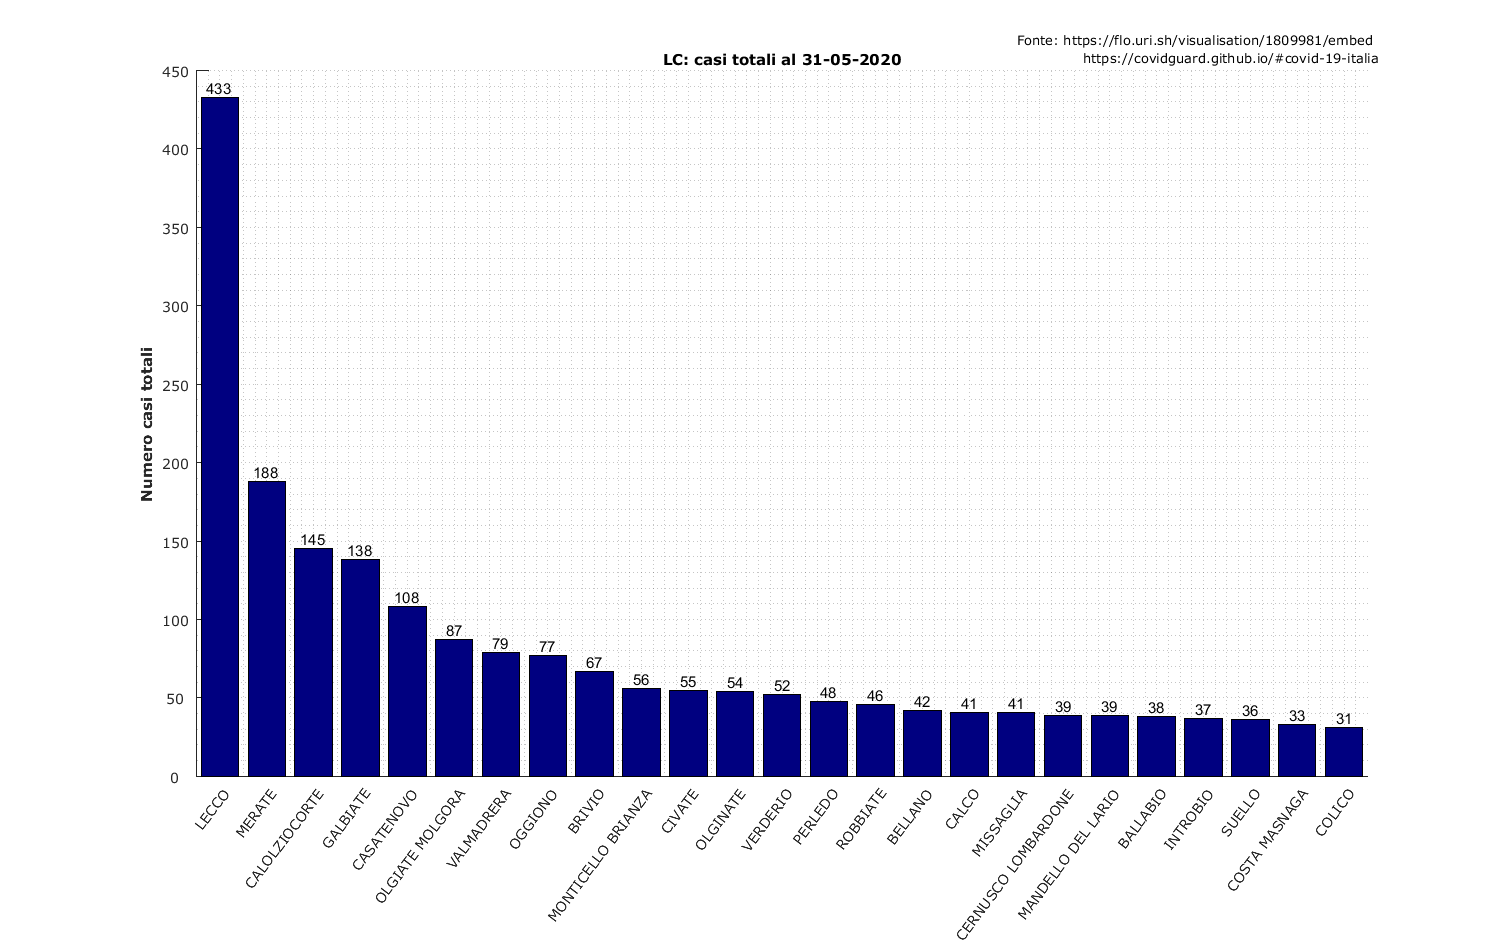 Fonte: https://flo.uri.sh/visualisation/1809981/embed
https://covidguard.github.io/#covid-19-italia
LC: casi totali al 31-05-2020
Numero casi totali
450
400
350
300
250
200
150
100
50
0
433
188
145
138
108
87
79
77
67
56
55
54
52
48
46
42
41
41
39
39
38
37
36
33
31
LECCO
MERATE
CALOLZIOCORTE
GALBIATE
CASATENOVO
OLGIATE MOLGORA
VALMADRERA
OGGIONO
BRIVIO
MONTICELLO BRIANZA
CIVATE
OLGINATE
VERDERIO
PERLEDO
ROBBIATE
BELLANO
CALCO
MISSAGLIA
CERNUSCO LOMBARDONE
MANDELLO DEL LARIO
BALLABIO
INTROBIO
SUELLO
COSTA MASNAGA
COLICO